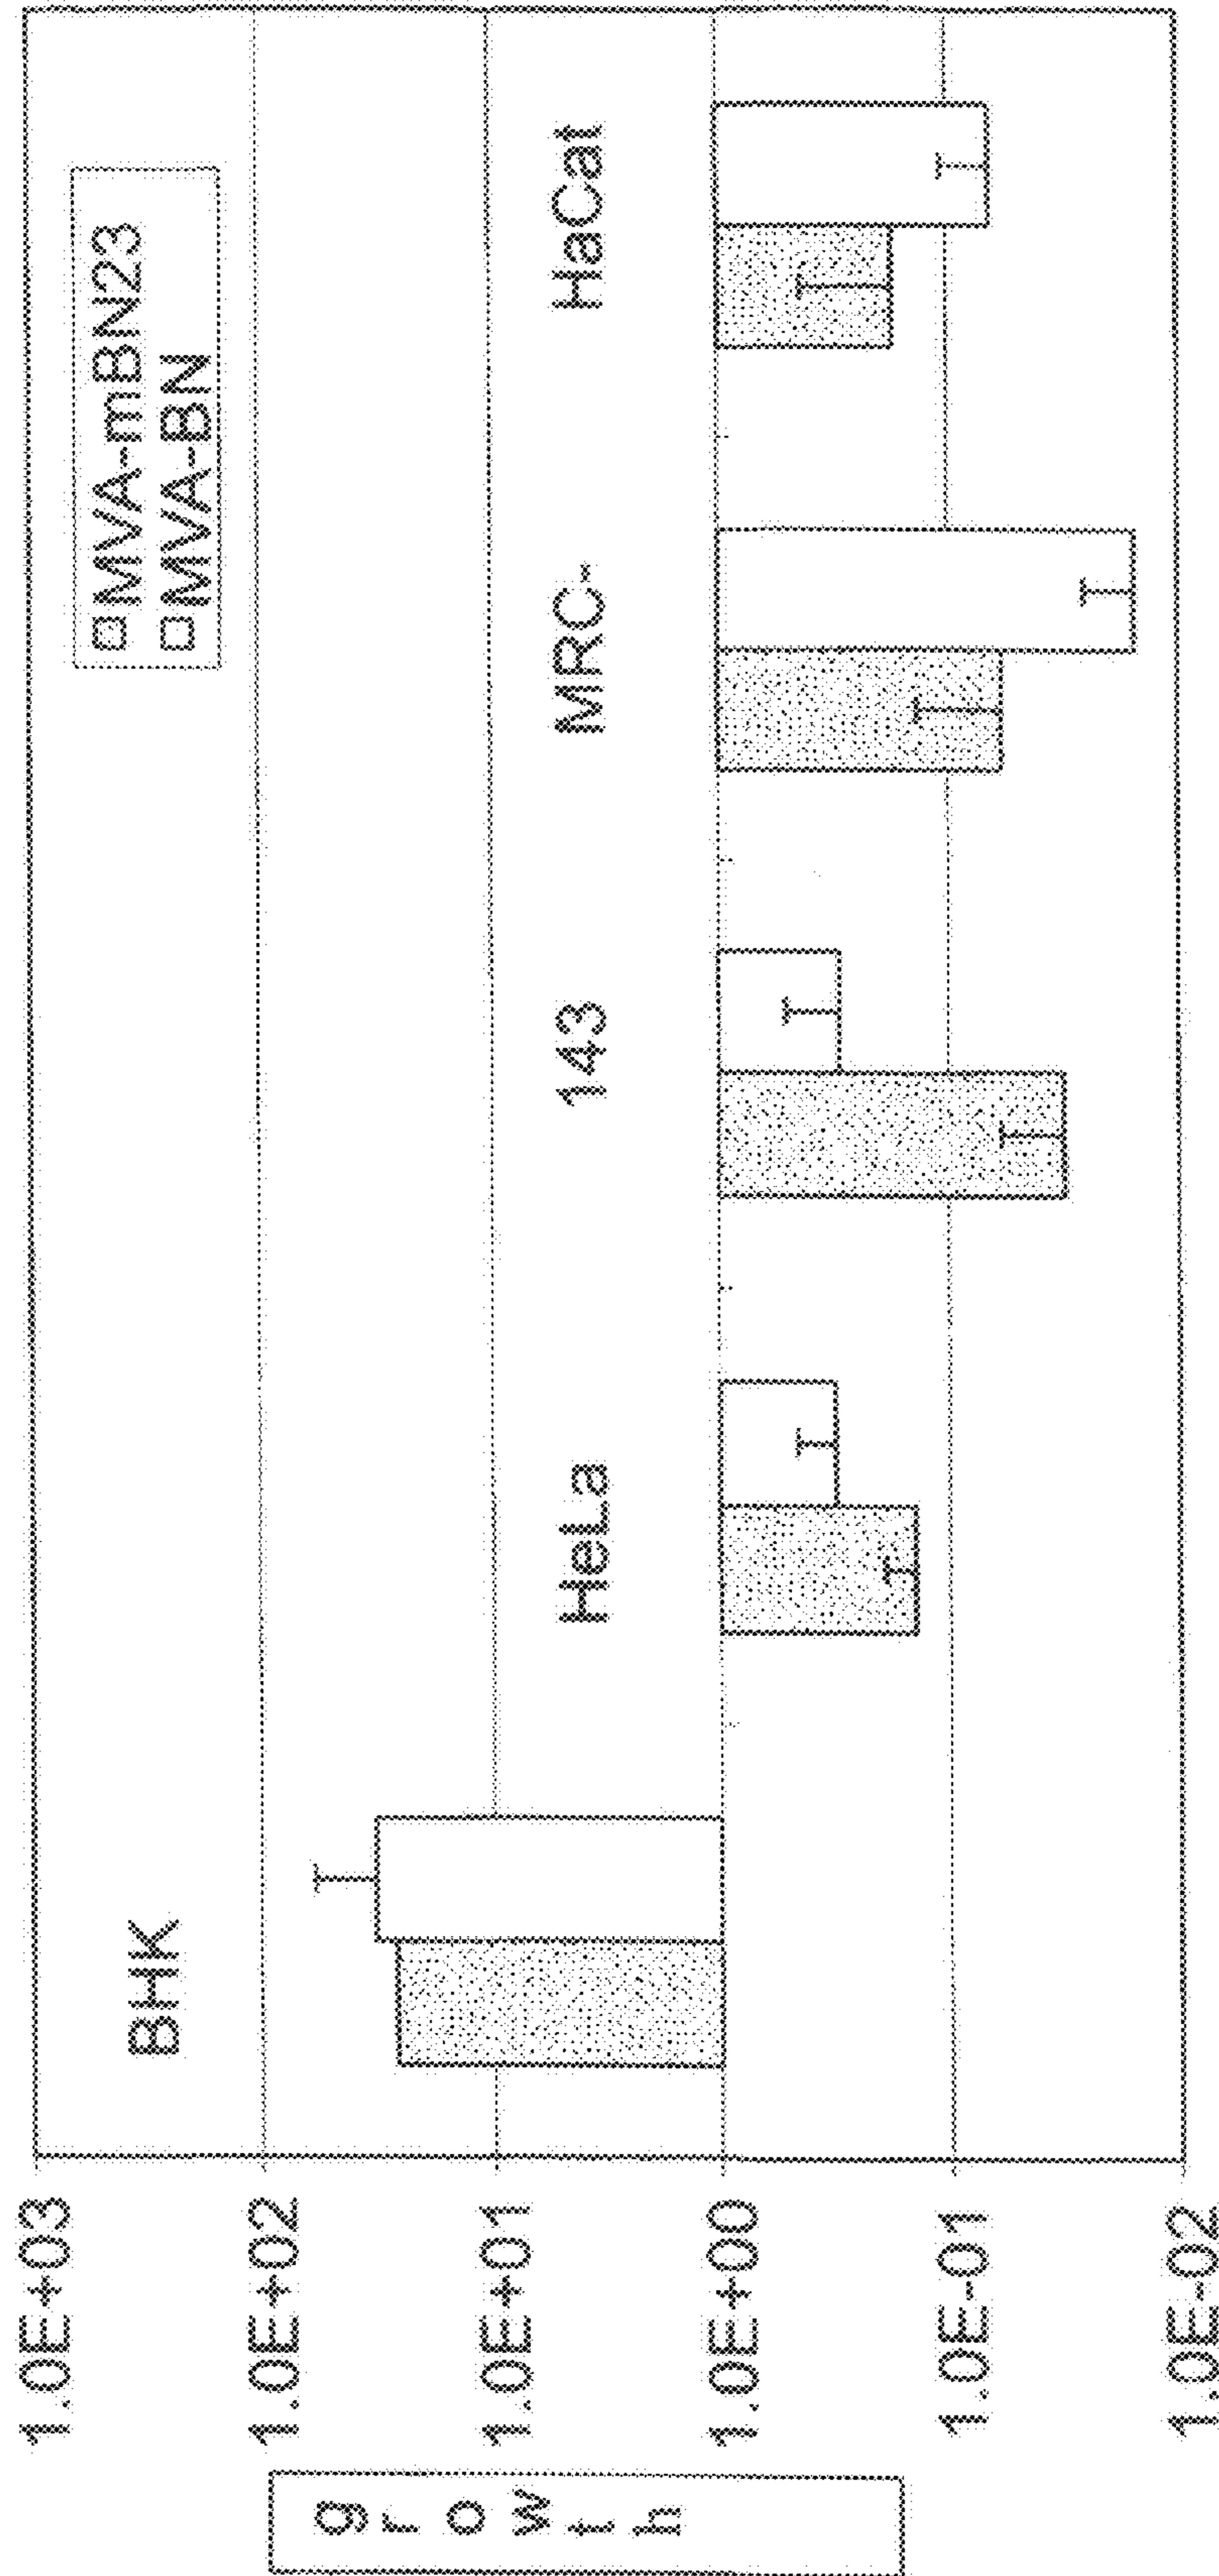 growth
1.0E+03
1.0E+02
1.0E+01
1.0E+00
1.0E-01
1.0E-02
BHK
HeLa
143
MRC-
HaCat
MVA-mBN23
MVA-BN